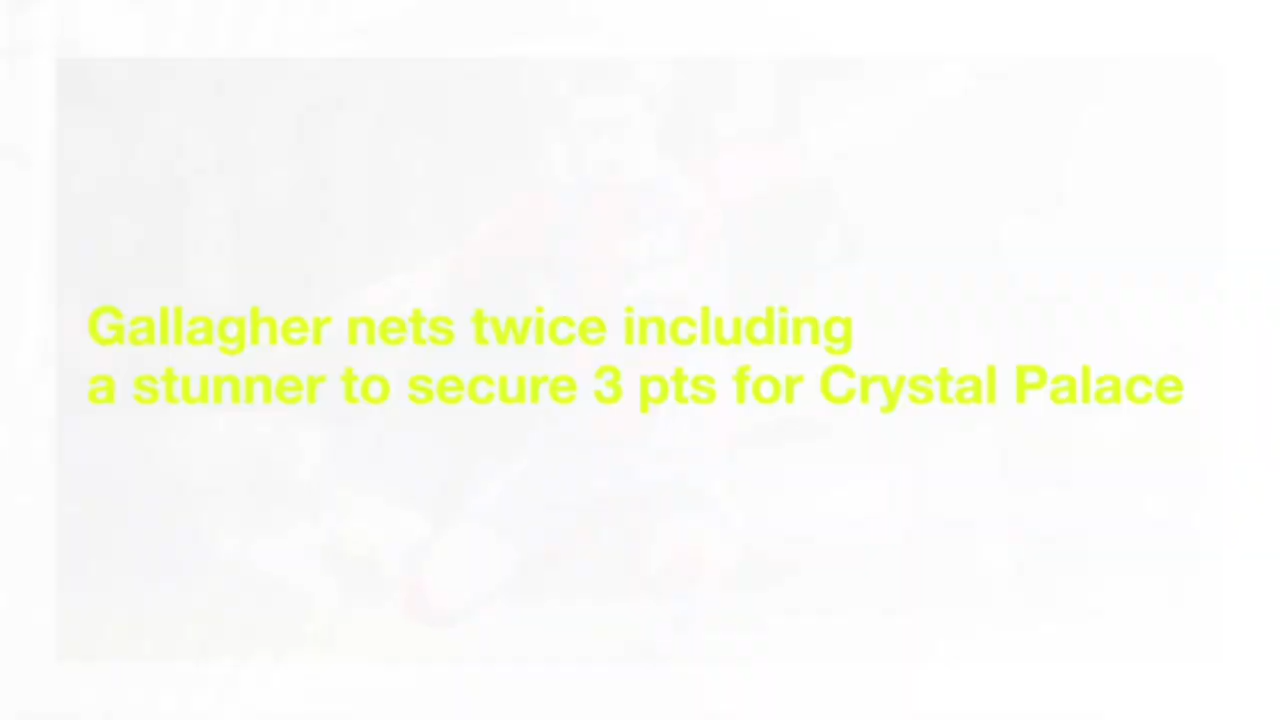 Gallagher nets twice including
a stunner to secure 3 pts for Crystal Palace